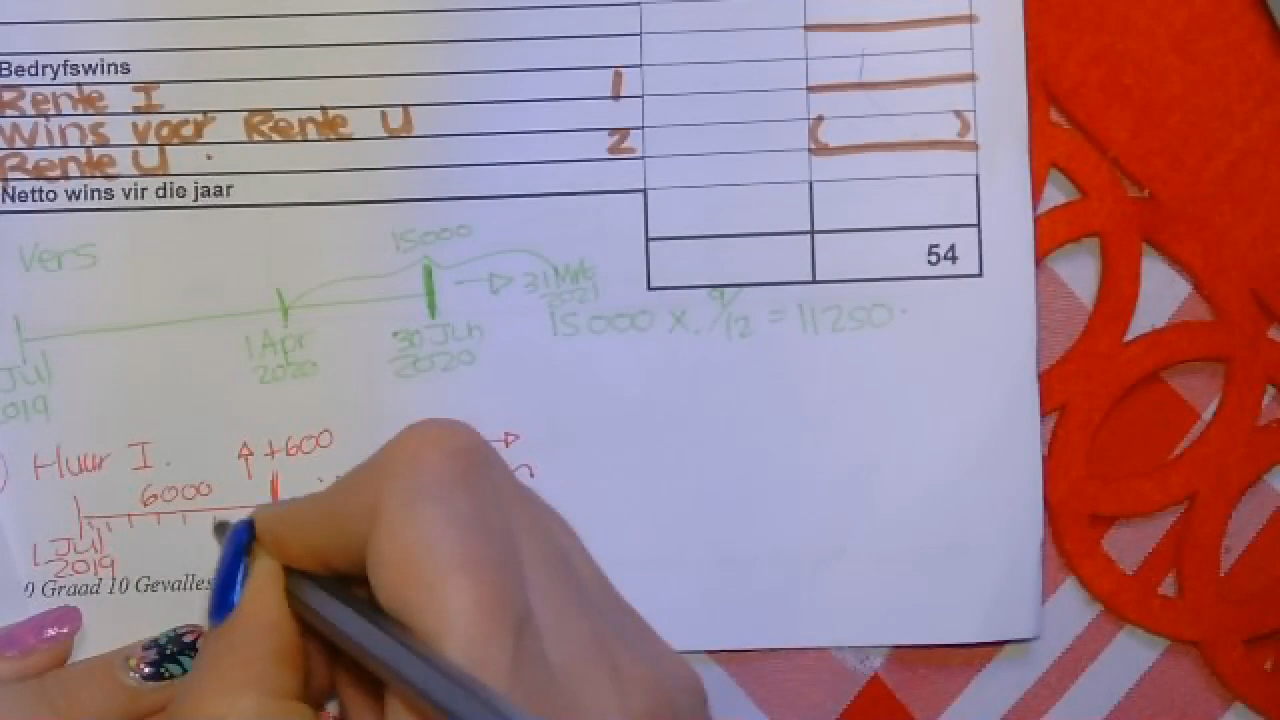 Bedryfswins
Rente I 1
Wins voor Rente U
Rente U 2 ( )
Netto wins vir die jaar
54
Vers 15000
31 Mrt 2021
1 Apr 2020
30 Jun 2020
15000 x 9/12 = 11250
Jul 019
Huur I. ↑ +600
6000
1 Jul 2019
0 Graad 10 Gevalles